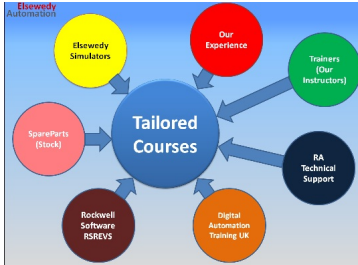 Elsewedy
Automation
Elsewedy
Simulators
Our
Experience
Trainers
(Our
Instructors)
SpareParts
(Stock)
Tailored
Courses
RA
Technical
Support
Rockwell
Software
RSREVS
Digital
Automation
Training UK